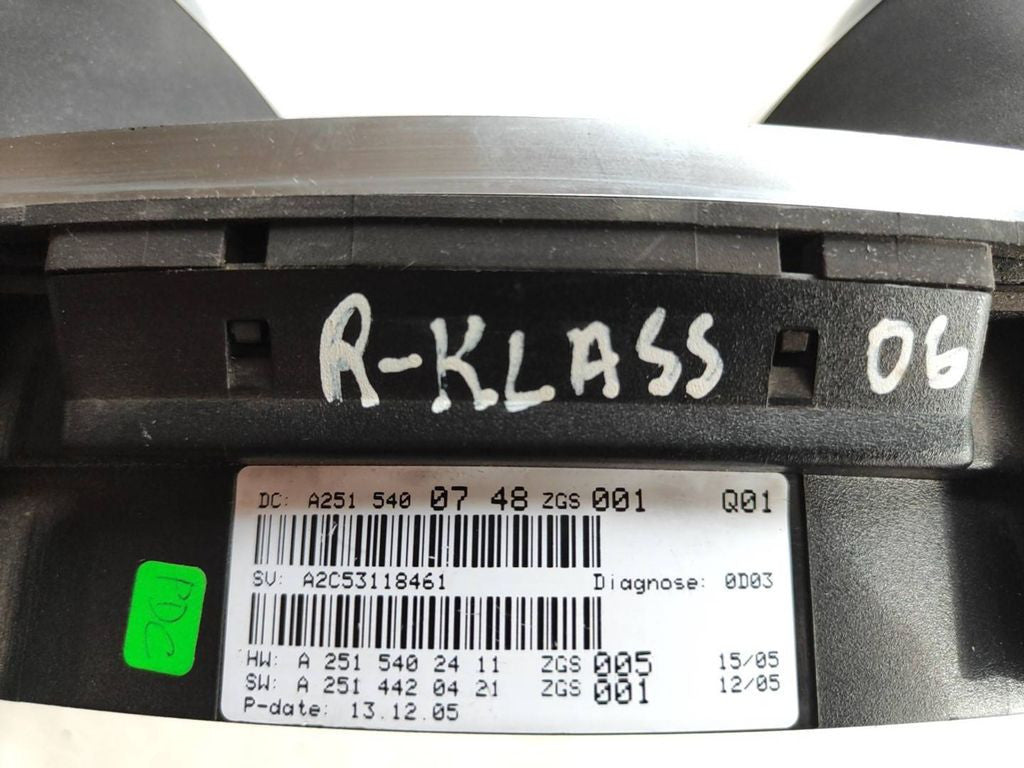 R-KLASS 06
DC: A251 540 07 48 ZGS 001 Q01
SV: A2C53118461 Diagnose: 0D03
HW: A 251 540 24 11 ZGS 005 15/05
SW: A 251 442 04 21 ZGS 001 12/05
P-date: 13.12.05
PDC